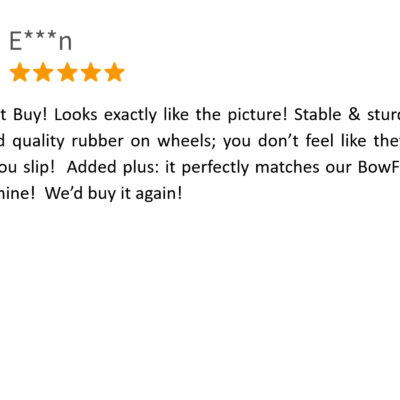 E***n
t Buy! Looks exactly like the picture! Stable & stur
d quality rubber on wheels; you don’t feel like the
ou slip!  Added plus: it perfectly matches our BowF
hine!  We’d buy it again!